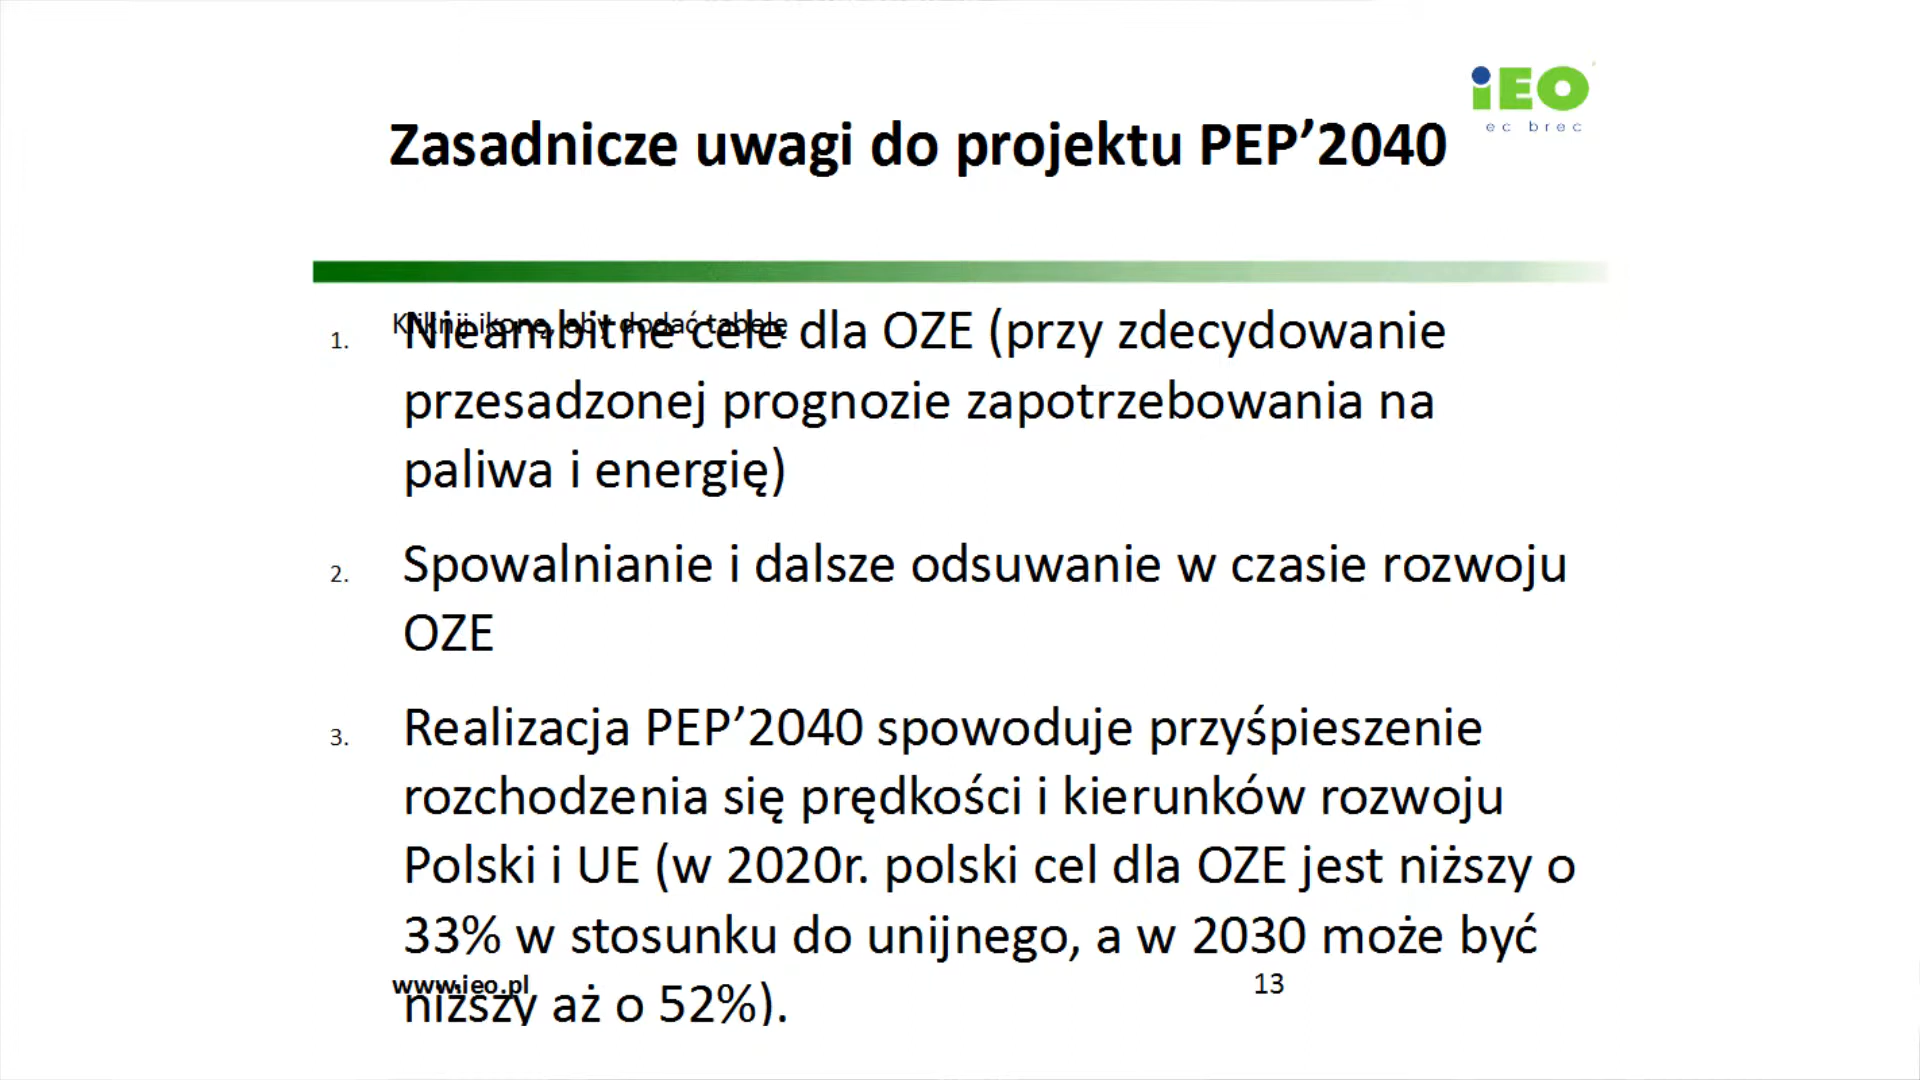 iEO
ec brec
Zasadnicze uwagi do projektu PEP’2040
Kliknij ikonę, aby dodać tabelę
1. Nieambitne cele dla OZE (przy zdecydowanie
przesadzonej prognozie zapotrzebowania na
paliwa i energię)
2. Spowalnianie i dalsze odsuwanie w czasie rozwoju
OZE
3. Realizacja PEP’2040 spowoduje przyśpieszenie
rozchodzenia się prędkości i kierunków rozwoju
Polski i UE (w 2020r. polski cel dla OZE jest niższy o
33% w stosunku do unijnego, a w 2030 może być
niższy aż o 52%).
www.ieo.pl
13